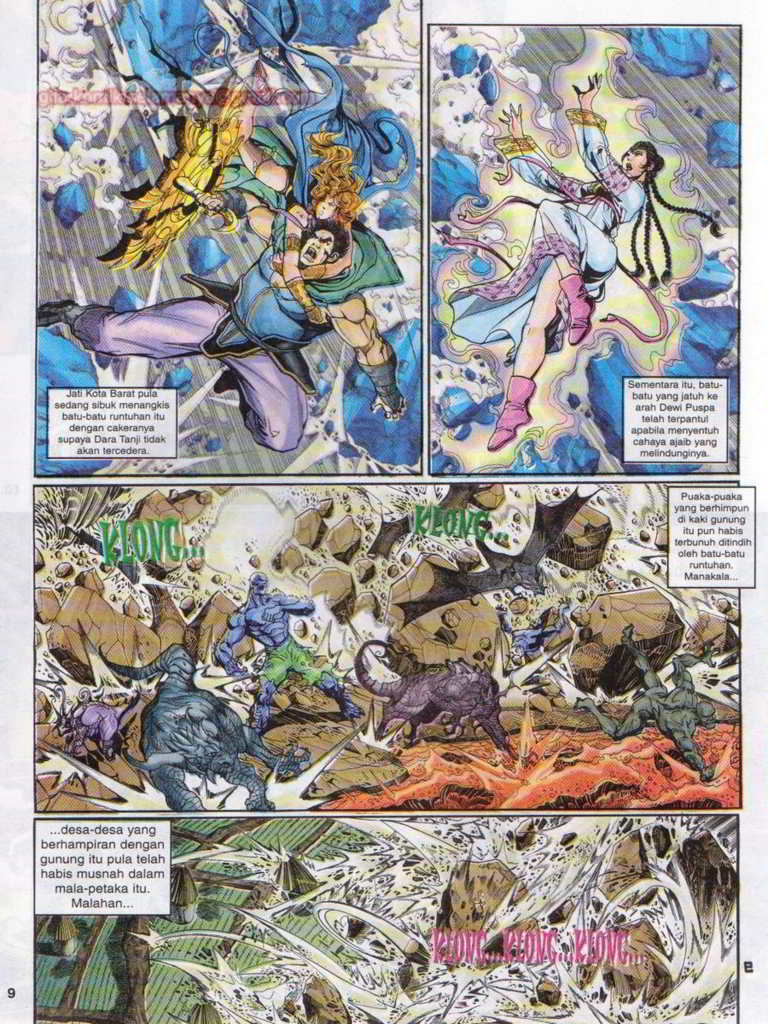 Jati Kota Barat pula
sedang sibuk menangkis
batu-batu runtuhan itu
dengan cakeranya
supaya Dara Tanji tidak
akan tercedera.
Sementara itu, batu-
batu yang jatuh ke
arah Dewi Puspa
telah terpantul
apabila menyentuh
cahaya ajaib yang
melindunginya.
KLONG...
KLONG...
Puaka-puaka
yang berhimpun
di kaki gunung
itu pun habis
terbunuh ditindih
oleh batu-batu
runtuhan.
Manakala...
...desa-desa yang
berhampiran dengan
gunung itu pula telah
habis musnah dalam
mala-petaka itu.
Malahan...
KLONG...KLONG...KLONG...
9